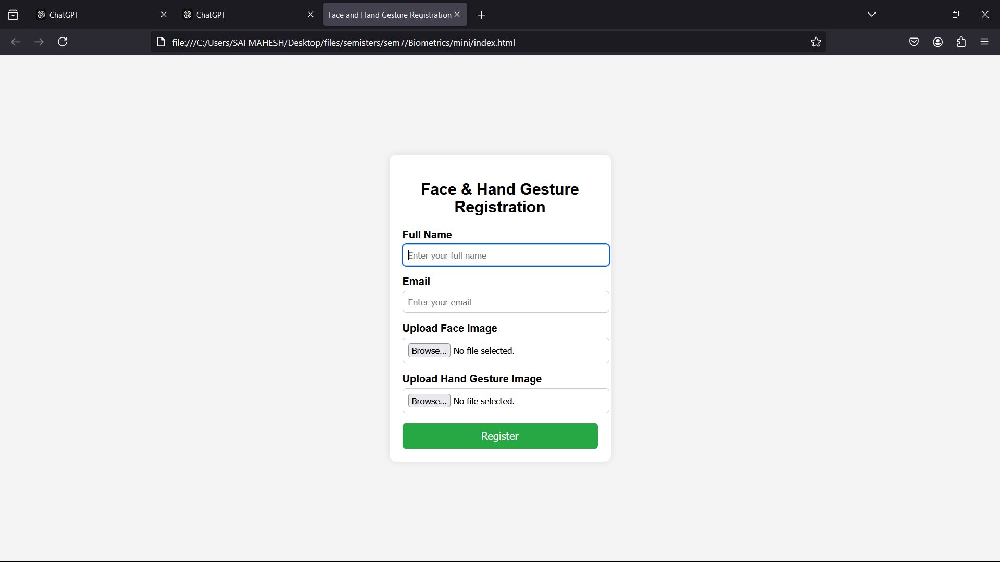 ChatGPT
ChatGPT
Face and Hand Gesture Registration
file:///C:/Users/SAI MAHESH/Desktop/files/semisters/sem7/Biometrics/mini/index.html
Face & Hand Gesture
Registration
Full Name
Enter your full name
Email
Enter your email
Upload Face Image
Browse... No file selected.
Upload Hand Gesture Image
Browse... No file selected.
Register